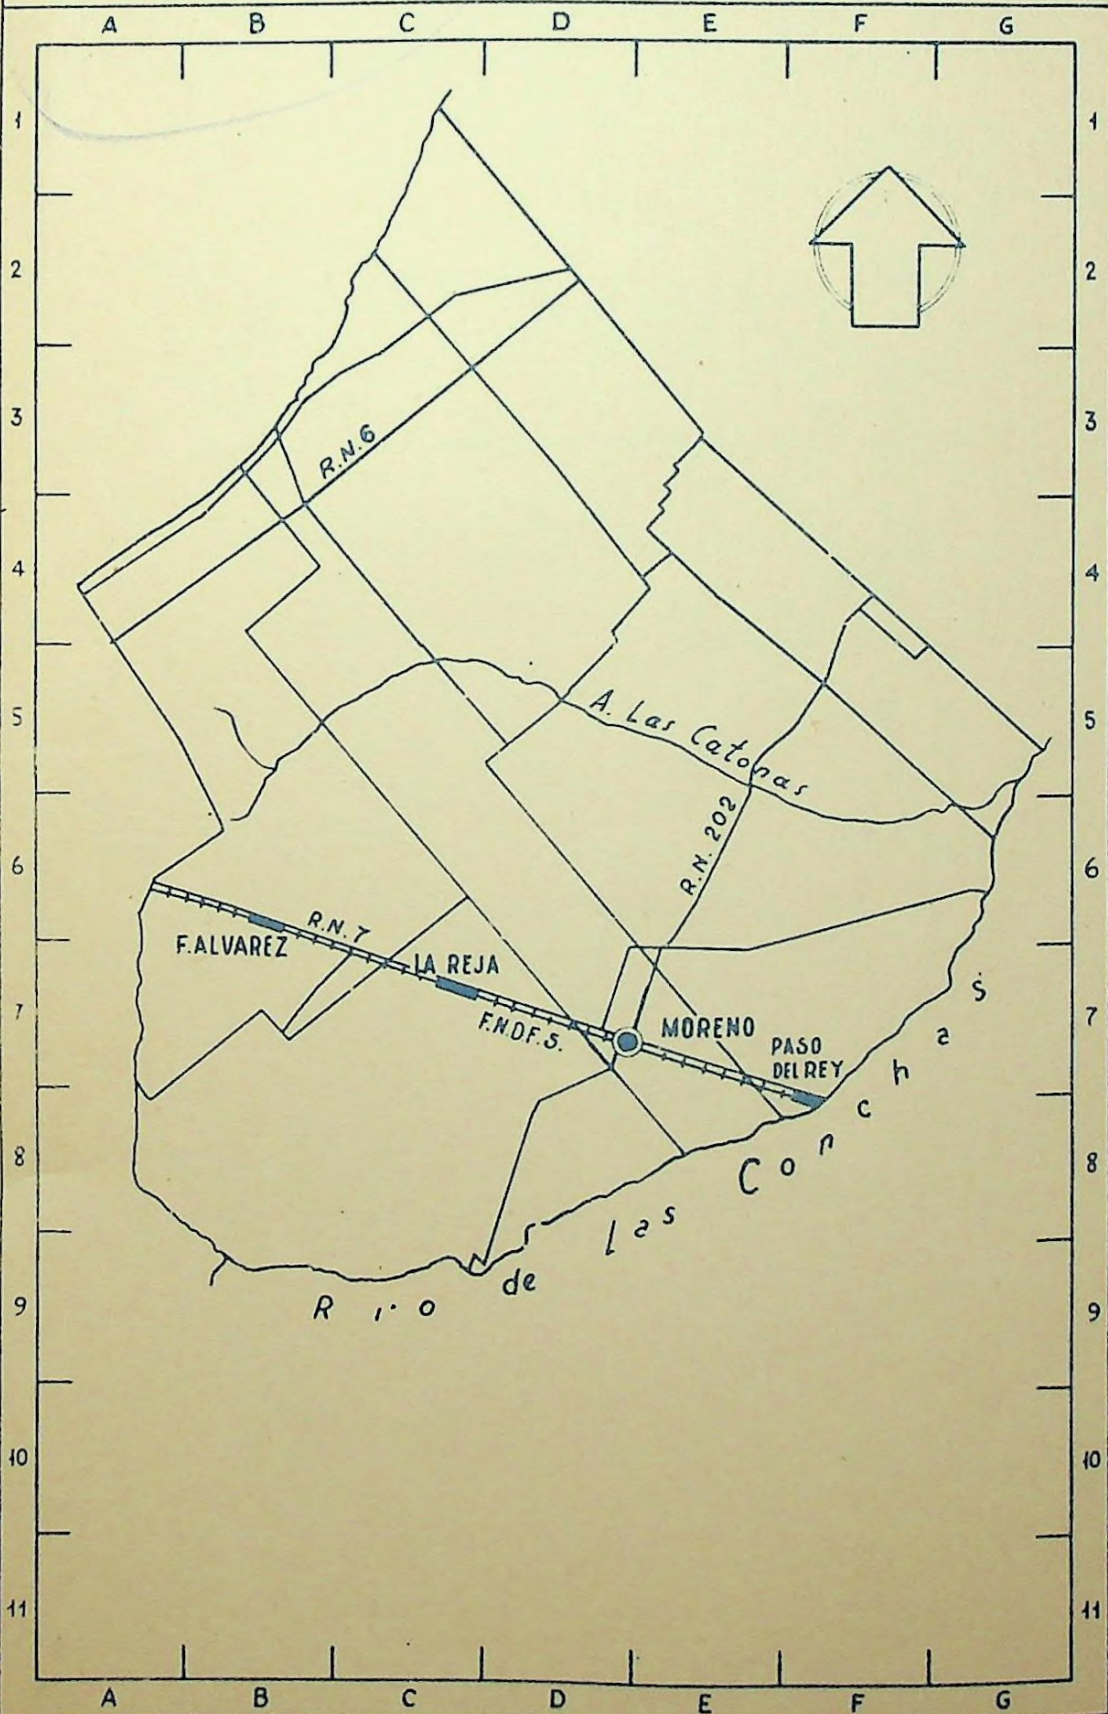 A B C D E F G
1 1
2 2
3 3
R.N.6
4 4
5 5
A. Las Catonas
R.N. 202
6 6
R.N.7
F.ALVAREZ
LA REJA
F.N.D.F.S.
MORENO
7 7
PASO
DEL REY
8 8
Rio de las Conchas
9 9
10 10
11 11
A B C D E F G